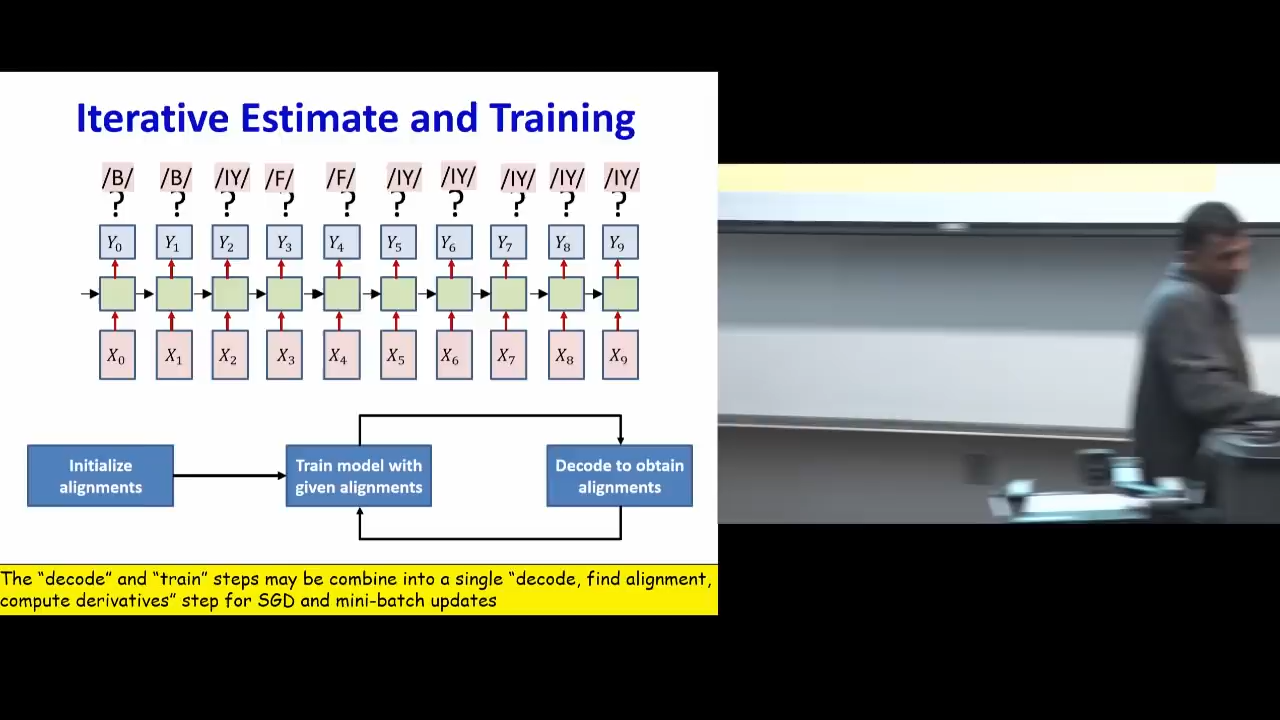 Iterative Estimate and Training
/B/ /B/ /IY/ /F/ /F/ /IY/ /IY/ /IY/ /IY/ /IY/
? ? ? ? ? ? ? ? ? ?
Y0 Y1 Y2 Y3 Y4 Y5 Y6 Y7 Y8 Y9
X0 X1 X2 X3 X4 X5 X6 X7 X8 X9
Initialize
alignments
Train model with
given alignments
Decode to obtain
alignments
The “decode” and “train” steps may be combine into a single “decode, find alignment,
compute derivatives” step for SGD and mini-batch updates